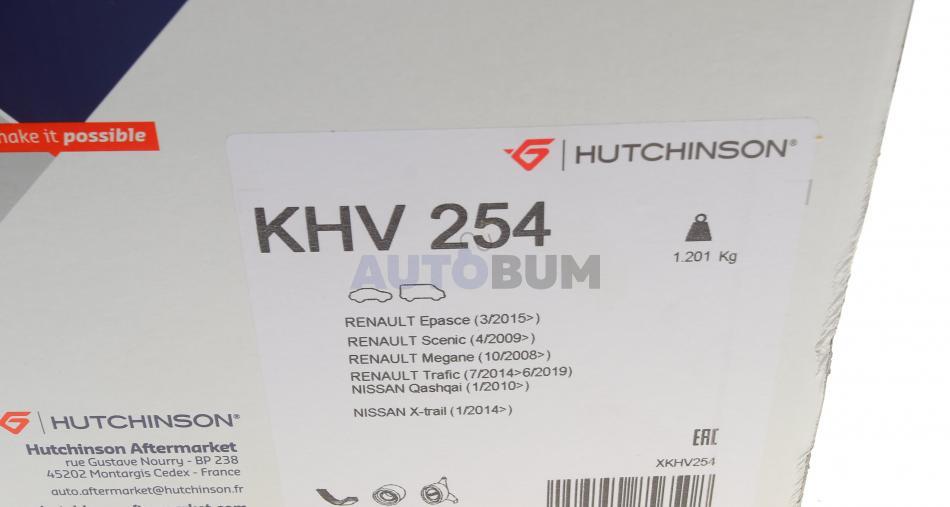 make it possible
HUTCHINSON®
KHV 254
1.201 Kg
AUTOBUM
RENAULT Epasce (3/2015>)
RENAULT Scenic (4/2009>)
RENAULT Megane (10/2008>)
RENAULT Trafic (7/2014>6/2019)
NISSAN Qashqai (1/2010>)
NISSAN X-trail (1/2014>)
EAC
XKHV254
HUTCHINSON®
Hutchinson Aftermarket
rue Gustave Nourry - BP 238
45202 Montargis Cedex - France
auto.aftermarket@hutchinson.fr